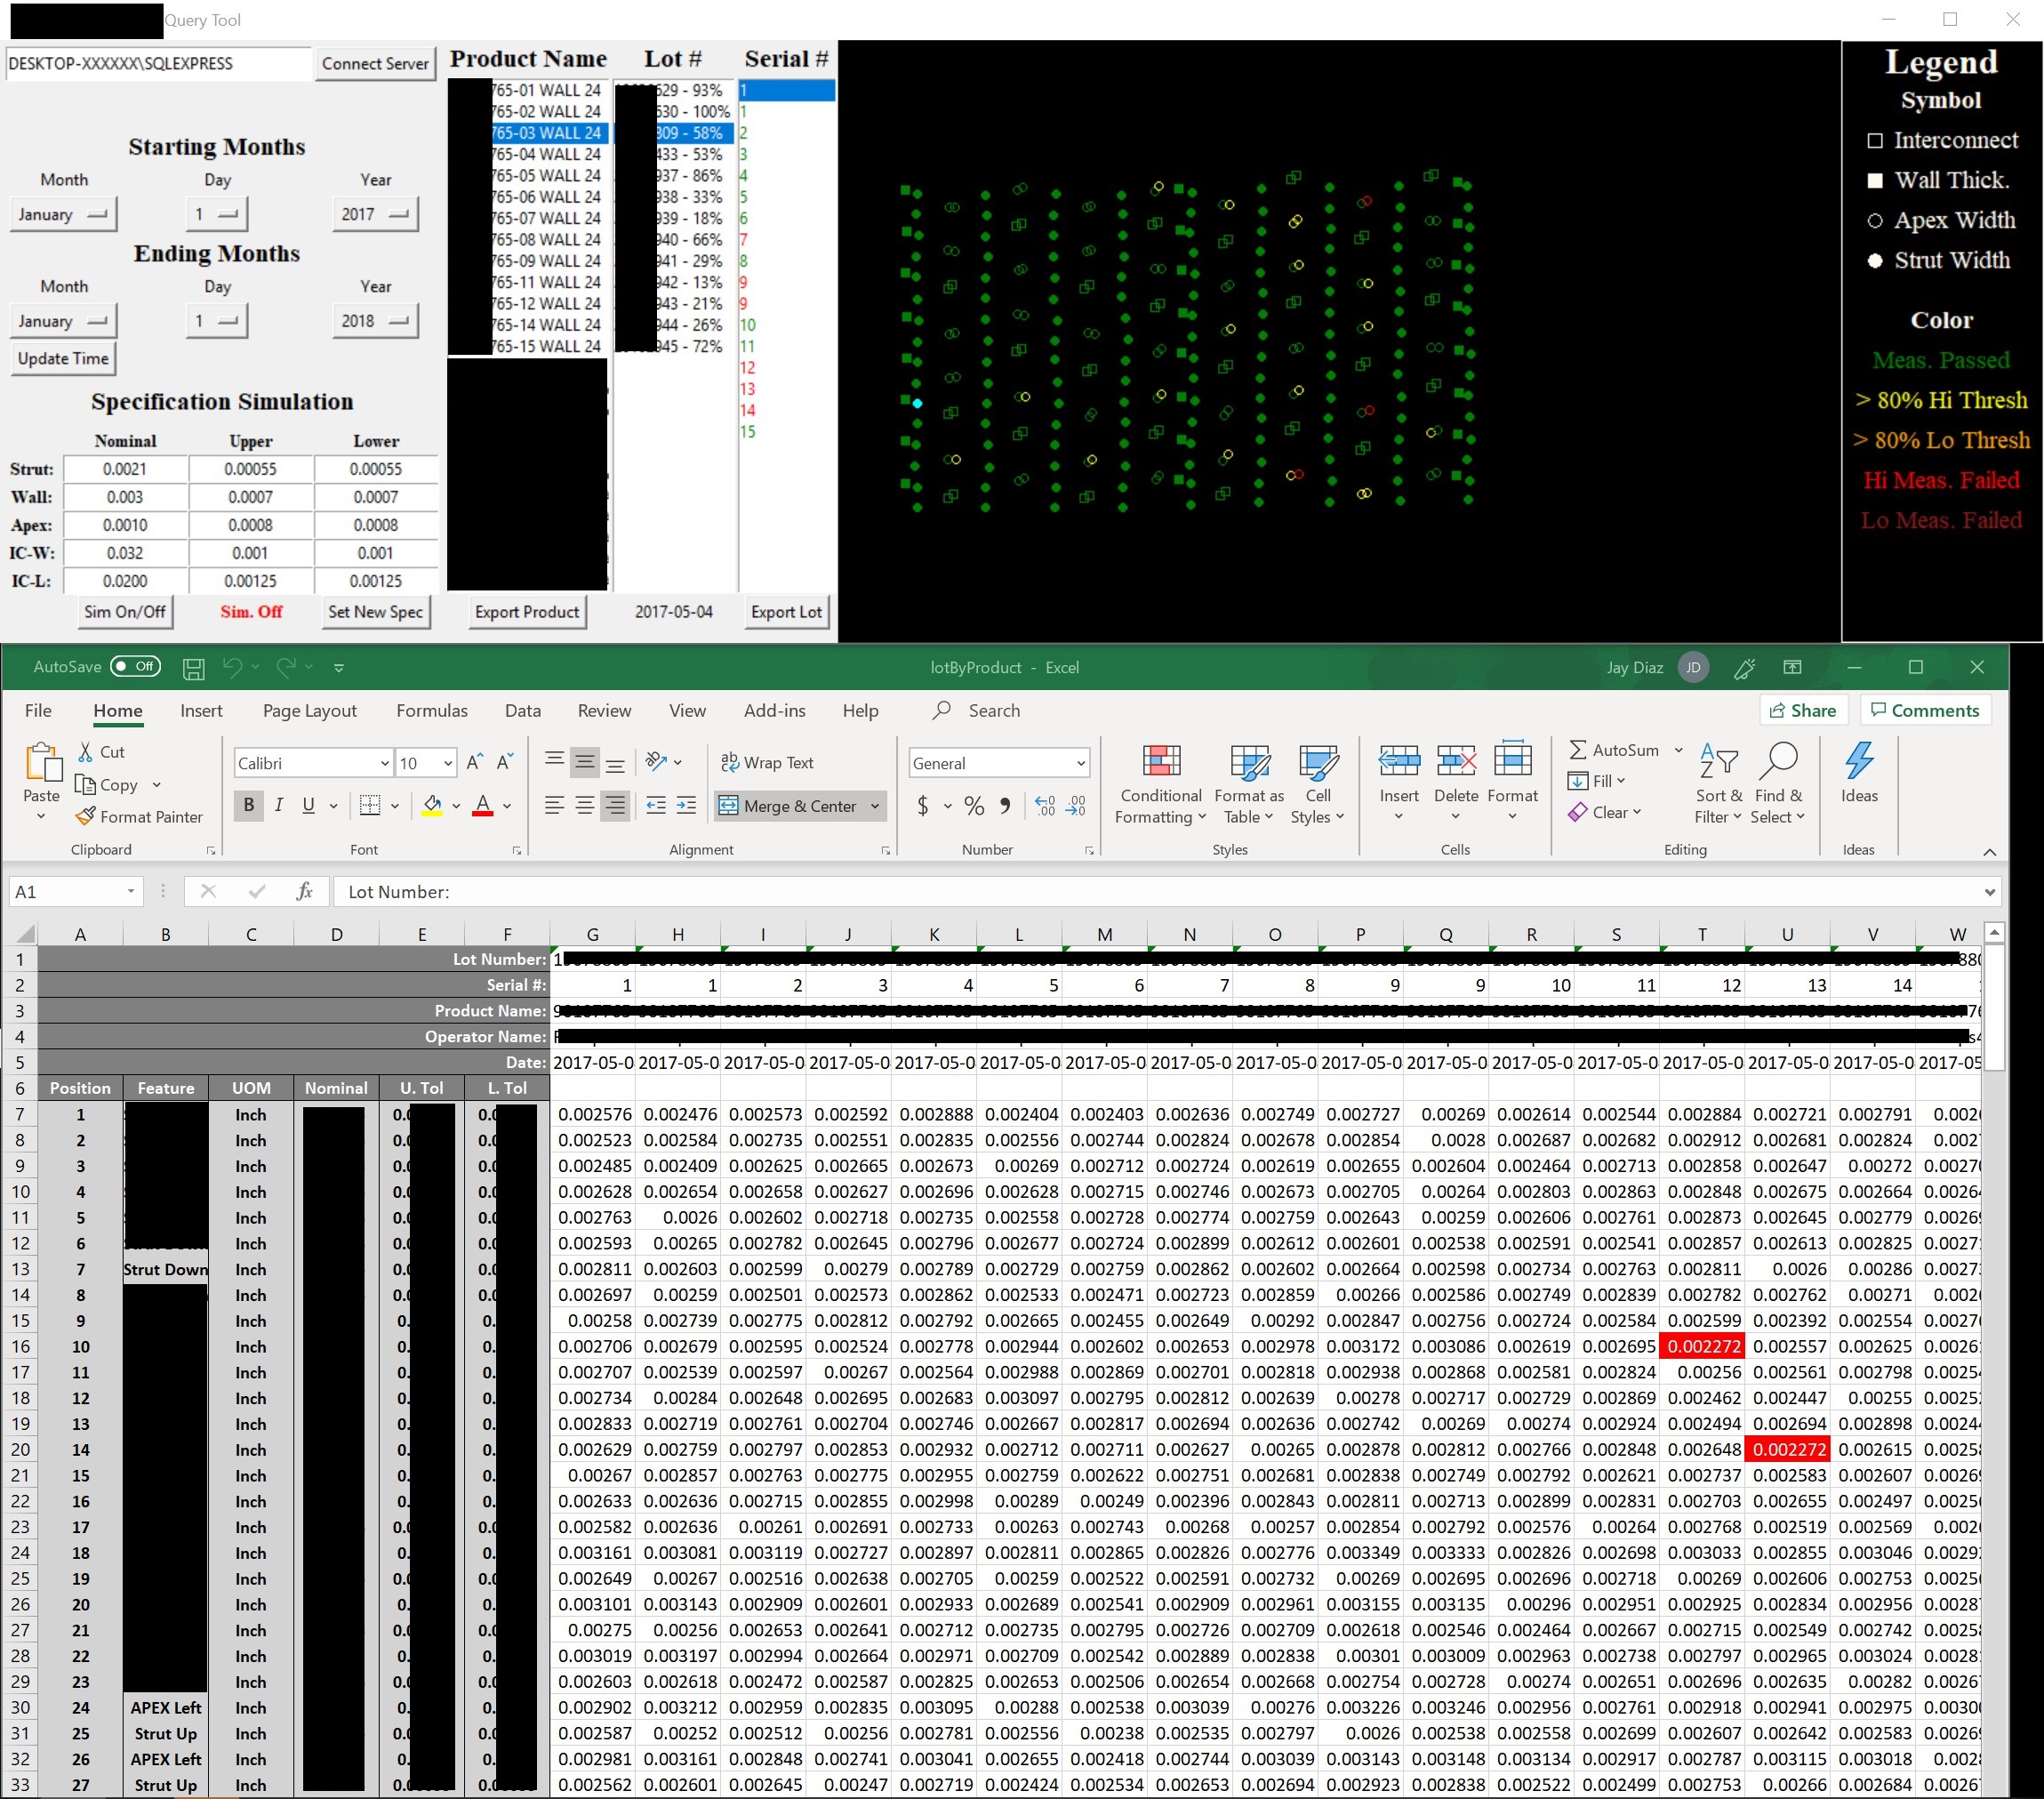 Query Tool
DESKTOP-XXXXXX\SQLEXPRESS Connect Server
Starting Months
Month Day Year
January 1 2017
Ending Months
Month Day Year
January 1 2018
Update Time
Specification Simulation
Nominal Upper Lower
Strut: 0.0021 0.00055 0.00055
Wall: 0.003 0.0007 0.0007
Apex: 0.0010 0.0008 0.0008
IC-W: 0.032 0.001 0.001
IC-L: 0.0200 0.00125 0.00125
Sim On/Off Sim. Off Set New Spec
Product Name Lot # Serial #
765-01 WALL 24 629 - 93% 1
765-02 WALL 24 630 - 100% 1
765-03 WALL 24 809 - 58% 2
765-04 WALL 24 433 - 53% 3
765-05 WALL 24 937 - 86% 4
765-06 WALL 24 938 - 33% 5
765-07 WALL 24 939 - 18% 6
765-08 WALL 24 940 - 66% 7
765-09 WALL 24 941 - 29% 8
765-11 WALL 24 942 - 13% 9
765-12 WALL 24 943 - 21% 9
765-14 WALL 24 944 - 26% 10
765-15 WALL 24 945 - 72% 11
12
13
14
15
Export Product 2017-05-04 Export Lot
Legend
Symbol
Interconnect
Wall Thick.
Apex Width
Strut Width
Color
Meas. Passed
> 80% Hi Thresh
> 80% Lo Thresh
Hi Meas. Failed
Lo Meas. Failed
AutoSave Off lotByProduct - Excel Jay Diaz JD
File Home Insert Page Layout Formulas Data Review View Add-ins Help Search Share Comments
Paste Cut Copy Format Painter Clipboard
Calibri 10 B I U Font
Wrap Text Merge & Center Alignment
General $ % Number
Conditional Formatting Format as Table Cell Styles Styles
Insert Delete Format Cells
AutoSum Fill Clear Sort & Filter Find & Select Editing
Ideas Ideas
A1 fx Lot Number:
A B C D E F G H I J K L M N O P Q R S T U V W
1 Lot Number:
2 Serial #: 1 1 2 3 4 5 6 7 8 9 9 10 11 12 13 14
3 Product Name:
4 Operator Name:
5 Date: 2017-05-0 2017-05-0 2017-05-0 2017-05-0 2017-05-0 2017-05-0 2017-05-0 2017-05-0 2017-05-0 2017-05-0 2017-05-0 2017-05-0 2017-05-0 2017-05-0 2017-05-0 2017-05-0 2017-05
6 Position Feature UOM Nominal U. Tol L. Tol
7 1 Inch 0.0 0.0 0.002576 0.002476 0.002573 0.002592 0.002888 0.002404 0.002403 0.002636 0.002749 0.002727 0.00269 0.002614 0.002544 0.002884 0.002721 0.002791
8 2 Inch 0.0 0.0 0.002523 0.002584 0.002735 0.002551 0.002835 0.002556 0.002744 0.002824 0.002678 0.002854 0.0028 0.002687 0.002682 0.002912 0.002681 0.002824
9 3 Inch 0.0 0.0 0.002485 0.002409 0.002625 0.002665 0.002673 0.00269 0.002712 0.002724 0.002619 0.002655 0.002604 0.002464 0.002713 0.002858 0.002647 0.00272
10 4 Inch 0.0 0.0 0.002628 0.002654 0.002658 0.002627 0.002696 0.002628 0.002715 0.002746 0.002673 0.002705 0.00264 0.002803 0.002863 0.002848 0.002675 0.002664
11 5 Inch 0.0 0.0 0.002763 0.0026 0.002602 0.002718 0.002735 0.002558 0.002728 0.002774 0.002759 0.002643 0.00259 0.002606 0.002761 0.002873 0.002645 0.002779
12 6 Inch 0.0 0.0 0.002593 0.00265 0.002782 0.002645 0.002796 0.002677 0.002724 0.002899 0.002612 0.002601 0.002538 0.002591 0.002541 0.002857 0.002613 0.002825
13 7 Strut Down Inch 0.0 0.0 0.002811 0.002603 0.002599 0.00279 0.002789 0.002729 0.002759 0.002862 0.002602 0.002664 0.002598 0.002734 0.002763 0.002811 0.0026 0.00286
14 8 Inch 0.0 0.0 0.002697 0.00259 0.002501 0.002573 0.002862 0.002533 0.002471 0.002723 0.002859 0.00266 0.002586 0.002749 0.002839 0.002782 0.002762 0.00271
15 9 Inch 0. 0. 0.00258 0.002739 0.002775 0.002812 0.002792 0.002665 0.002455 0.002649 0.00292 0.002847 0.002756 0.002724 0.002584 0.002599 0.002392 0.002554
16 10 Inch 0. 0. 0.002706 0.002679 0.002595 0.002524 0.002778 0.002944 0.002602 0.002653 0.002978 0.003172 0.003086 0.002619 0.002695 0.002272 0.002557 0.002625
17 11 Inch 0. 0. 0.002707 0.002539 0.002597 0.00267 0.002564 0.002988 0.002869 0.002701 0.002818 0.002938 0.002868 0.002581 0.002824 0.00256 0.002561 0.002798
18 12 Inch 0. 0. 0.002734 0.00284 0.002648 0.002695 0.002683 0.003097 0.002795 0.002812 0.002639 0.00278 0.002717 0.002729 0.002869 0.002462 0.002447 0.00255
19 13 Inch 0. 0. 0.002833 0.002719 0.002761 0.002704 0.002746 0.002667 0.002817 0.002694 0.002636 0.002742 0.00269 0.00274 0.002924 0.002494 0.002694 0.002898
20 14 Inch 0. 0. 0.002629 0.002759 0.002797 0.002853 0.002932 0.002712 0.002711 0.002627 0.00265 0.002878 0.002812 0.002766 0.002848 0.002648 0.002272 0.002615
21 15 Inch 0. 0. 0.00267 0.002857 0.002763 0.002775 0.002955 0.002759 0.002622 0.002751 0.002681 0.002838 0.002749 0.002792 0.002621 0.002737 0.002583 0.002607
22 16 Inch 0. 0. 0.002633 0.002636 0.002715 0.002855 0.002998 0.00289 0.00249 0.002396 0.002843 0.002811 0.002713 0.002899 0.002831 0.002703 0.002655 0.002497
23 17 Inch 0.0 0.0 0.002582 0.002636 0.00261 0.002691 0.002733 0.00263 0.002743 0.00268 0.00257 0.002854 0.002792 0.002576 0.00264 0.002768 0.002519 0.002569
24 18 Inch 0. 0. 0.003161 0.003081 0.003119 0.002727 0.002897 0.002811 0.002865 0.002826 0.002776 0.003349 0.003333 0.002826 0.002698 0.003033 0.002855 0.003046
25 19 Inch 0.0 0.0 0.002649 0.00267 0.002516 0.002638 0.002705 0.00259 0.002522 0.002591 0.002732 0.00269 0.002695 0.002696 0.002718 0.00269 0.002606 0.002753
26 20 Inch 0. 0. 0.003101 0.003143 0.002909 0.002601 0.002933 0.002689 0.002541 0.002909 0.002961 0.003155 0.003135 0.00296 0.002951 0.002925 0.002834 0.002956
27 21 Inch 0.0 0.0 0.00275 0.00256 0.002653 0.002641 0.002712 0.002735 0.002795 0.002726 0.002709 0.002618 0.002546 0.002464 0.002667 0.002715 0.002549 0.002742
28 22 Inch 0. 0. 0.003019 0.003197 0.002994 0.002664 0.002971 0.002709 0.002542 0.002889 0.002838 0.00301 0.003009 0.002963 0.002738 0.002797 0.002965 0.003024
29 23 Inch 0.0 0.0 0.002603 0.002618 0.002472 0.002587 0.002825 0.002653 0.002506 0.002654 0.002668 0.002754 0.002728 0.00274 0.002651 0.002696 0.002635 0.00282
30 24 APEX Left Inch 0. 0. 0.002902 0.003212 0.002959 0.002835 0.003095 0.00288 0.002538 0.003039 0.00276 0.003226 0.003246 0.002956 0.002761 0.002918 0.002941 0.002975
31 25 Strut Up Inch 0.0 0.0 0.002587 0.00252 0.002512 0.00256 0.002781 0.002556 0.00238 0.002535 0.002797 0.0026 0.002538 0.002558 0.002699 0.002607 0.002642 0.002583
32 26 APEX Left Inch 0. 0. 0.002981 0.003161 0.002848 0.002741 0.003041 0.002655 0.002418 0.002744 0.003039 0.003143 0.003148 0.003134 0.002917 0.002787 0.003115 0.003018
33 27 Strut Up Inch 0.0 0.0 0.002562 0.002601 0.002645 0.00247 0.002719 0.002424 0.002534 0.002653 0.002694 0.002923 0.002838 0.002522 0.002499 0.002753 0.00266 0.002684